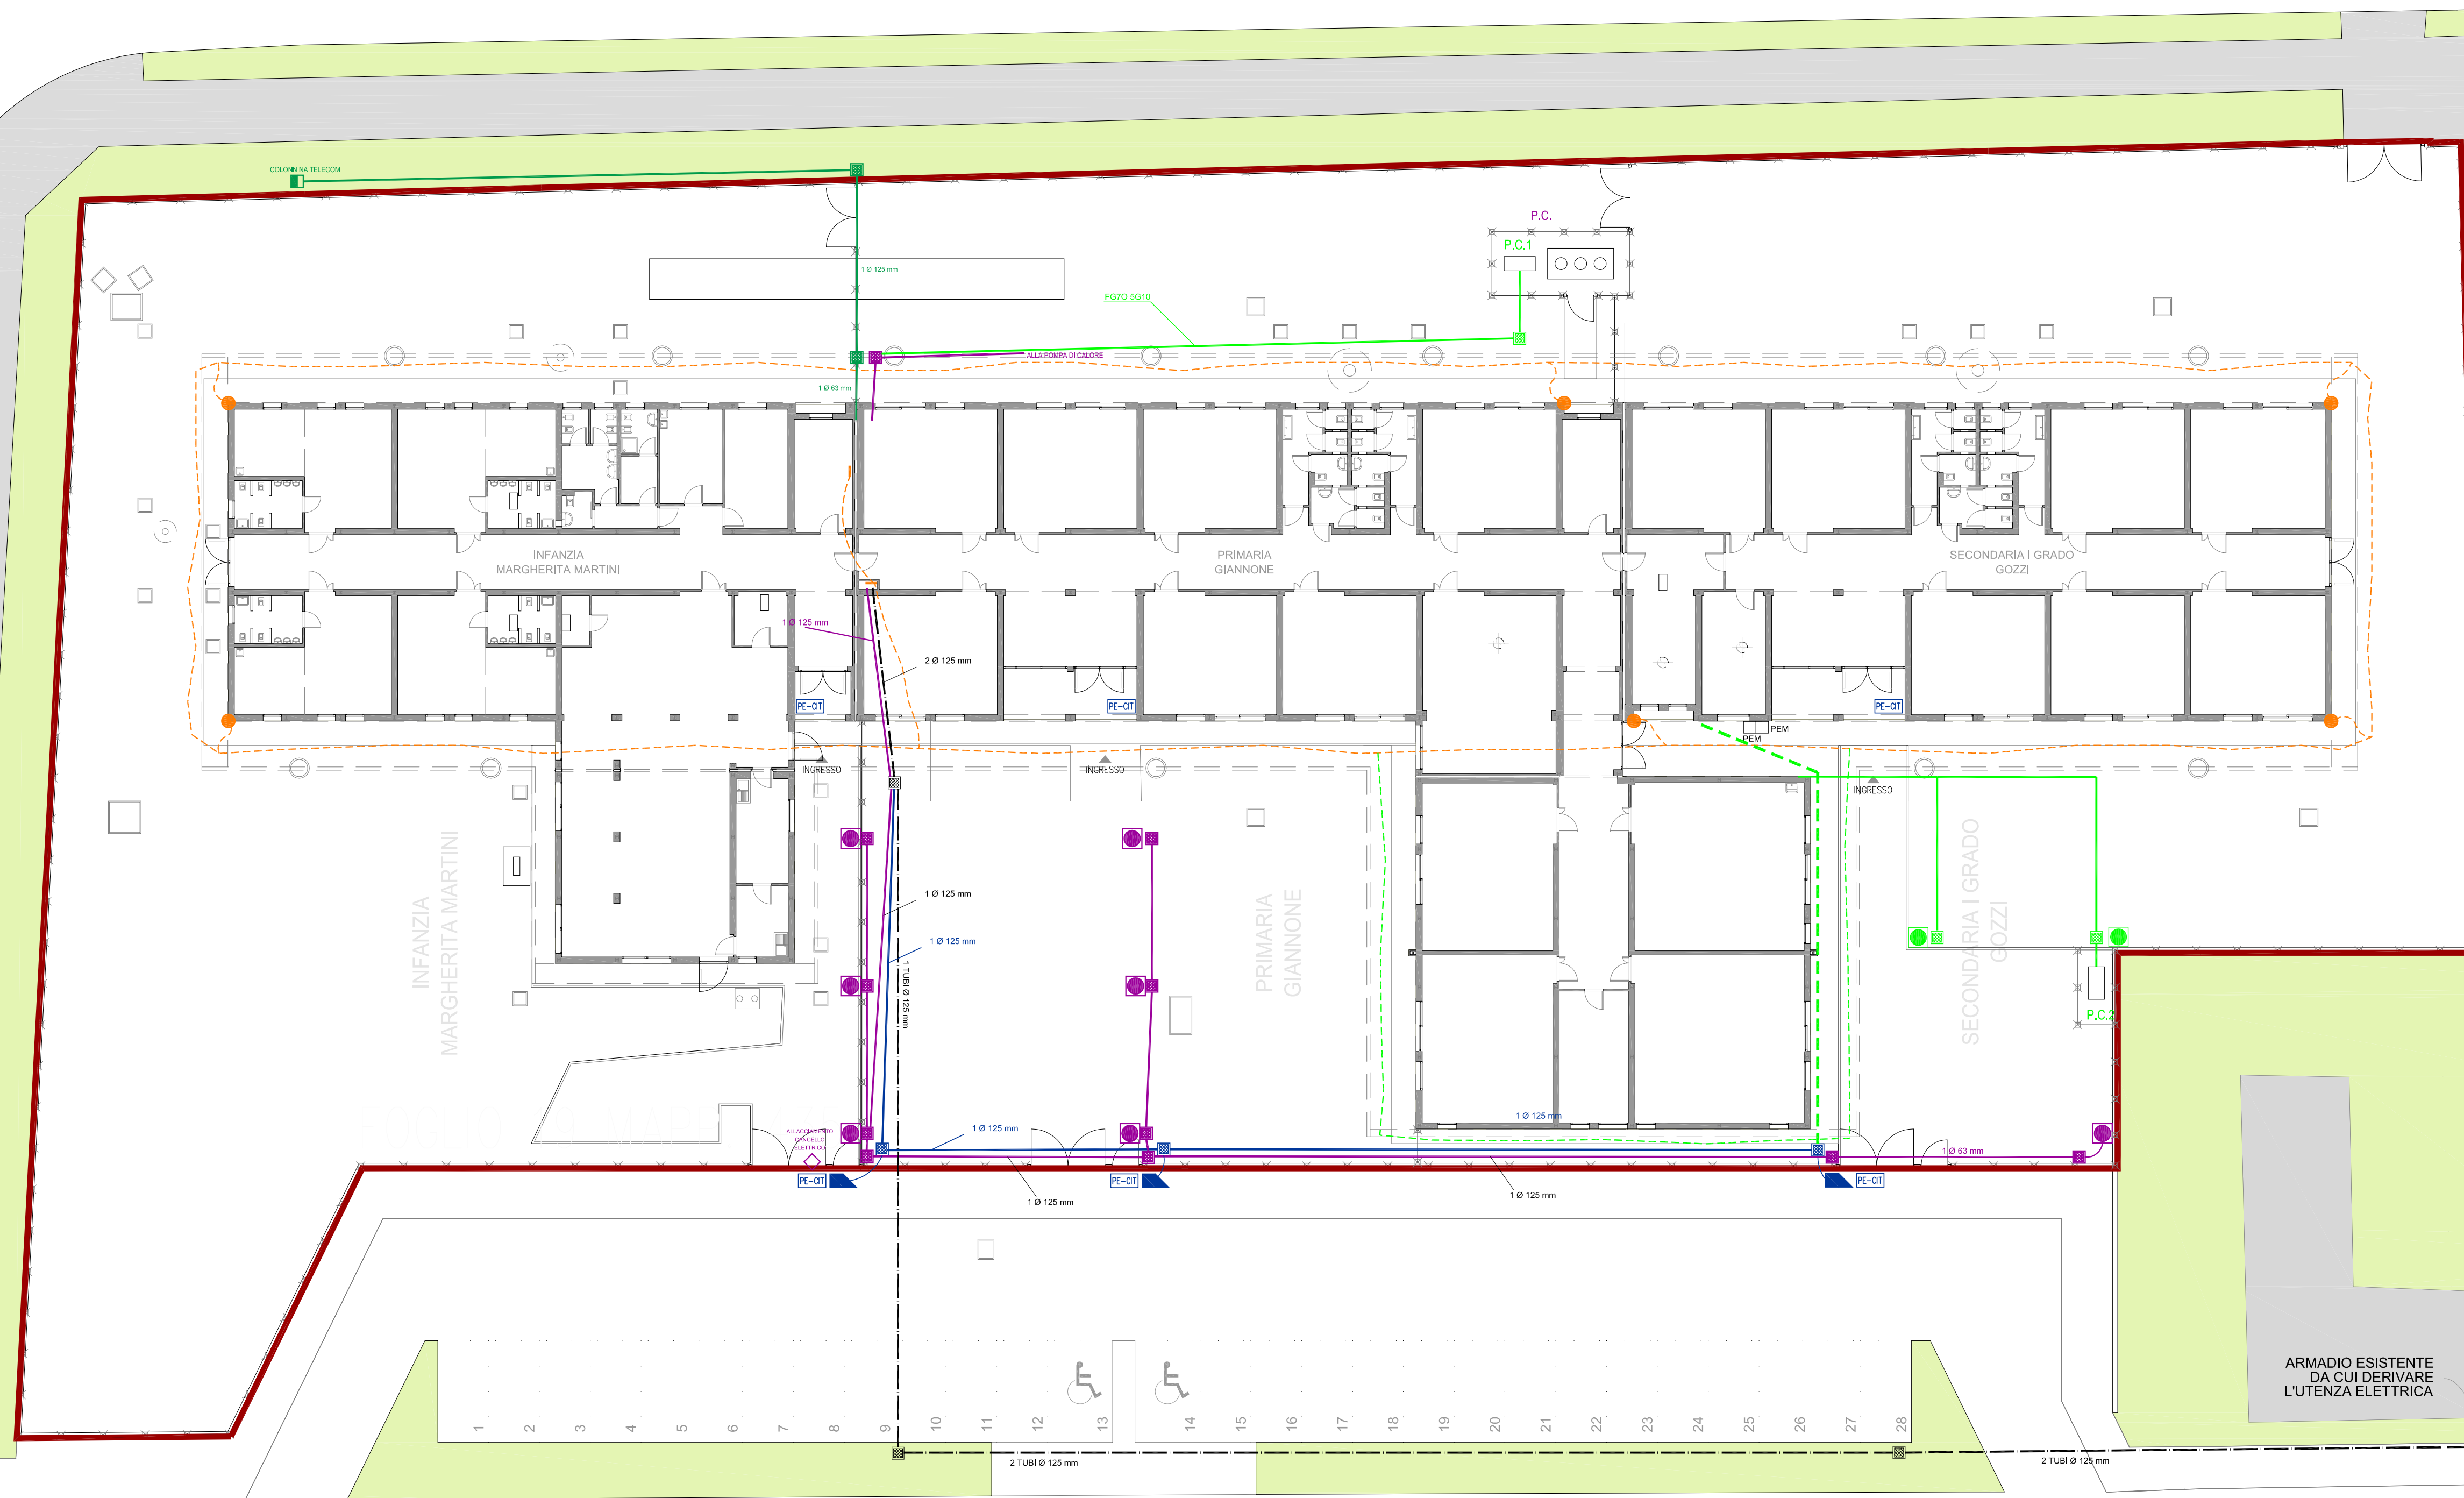 COLONNINA TELECOM
P.C.
P.C.1
1 Ø 125 mm
FG7O 5G10
ALLA POMPA DI CALORE
1 Ø 63 mm
INFANZIA
MARGHERITA MARTINI
PRIMARIA
GIANNONE
SECONDARIA I GRADO
GOZZI
1 Ø 125 mm
2 Ø 125 mm
PE-CIT
PE-CIT
PE-CIT
PEM
PEM
INGRESSO
INGRESSO
INGRESSO
INFANZIA
MARGHERITA MARTINI
PRIMARIA
GIANNONE
SECONDARIA I GRADO
GOZZI
1 Ø 125 mm
1 Ø 125 mm
1 TUBI Ø 125 mm
P.C.2
ALLACCIAMENTO
CANCELLO
ELETTRICO
1 Ø 125 mm
1 Ø 125 mm
1 Ø 63 mm
PE-CIT
PE-CIT
PE-CIT
1 Ø 125 mm
1 Ø 125 mm
ARMADIO ESISTENTE
DA CUI DERIVARE
L'UTENZA ELETTRICA
1 2 3 4 5 6 7 8 9 10 11 12 13 14 15 16 17 18 19 20 21 22 23 24 25 26 27 28
2 TUBI Ø 125 mm
2 TUBI Ø 125 mm